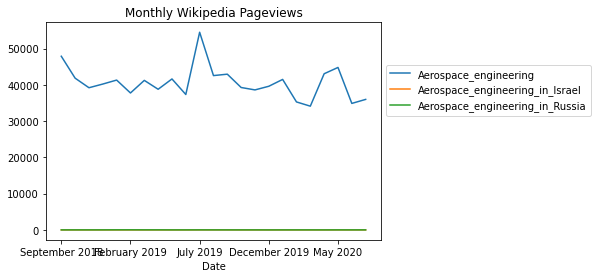 Monthly Wikipedia Pageviews
50000
40000
30000
20000
10000
0
September 2018
February 2019
July 2019
December 2019
May 2020
Date
Aerospace_engineering
Aerospace_engineering_in_Israel
Aerospace_engineering_in_Russia